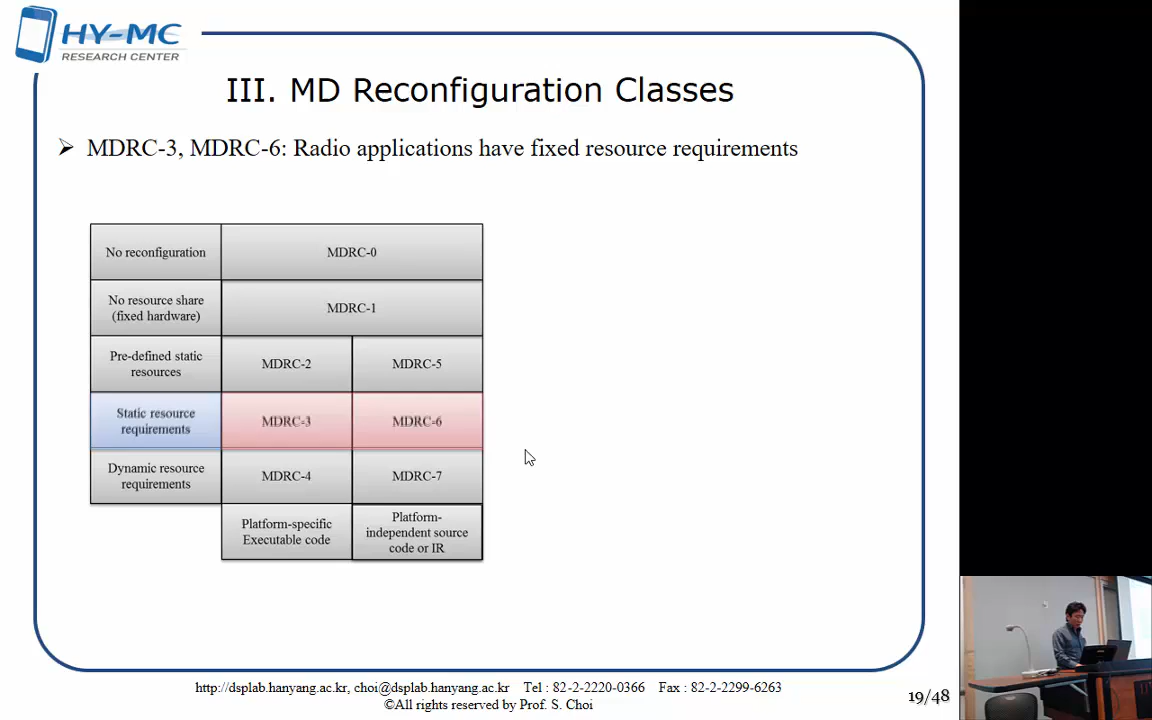 HY-MC
RESEARCH CENTER
III. MD Reconfiguration Classes
➢ MDRC-3, MDRC-6: Radio applications have fixed resource requirements
No reconfiguration
MDRC-0
No resource share
(fixed hardware)
MDRC-1
Pre-defined static
resources
MDRC-2
MDRC-5
Static resource
requirements
MDRC-3
MDRC-6
Dynamic resource
requirements
MDRC-4
MDRC-7
Platform-specific
Executable code
Platform-
independent source
code or IR
http://dsplab.hanyang.ac.kr, choi@dsplab.hanyang.ac.kr Tel : 82-2-2220-0366 Fax : 82-2-2299-6263
©All rights reserved by Prof. S. Choi
19/48